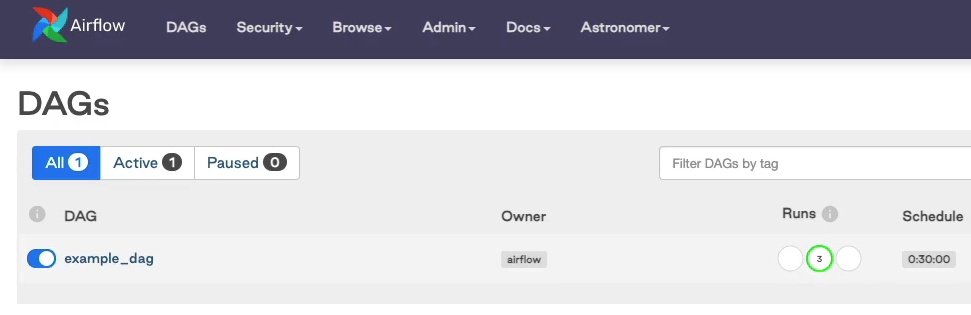 Airflow DAGs Security Browse Admin Docs Astronomer
DAGs
All 1 Active 1 Paused 0 Filter DAGs by tag
i DAG Owner Runs i Schedule
example_dag airflow 3 0:30:00